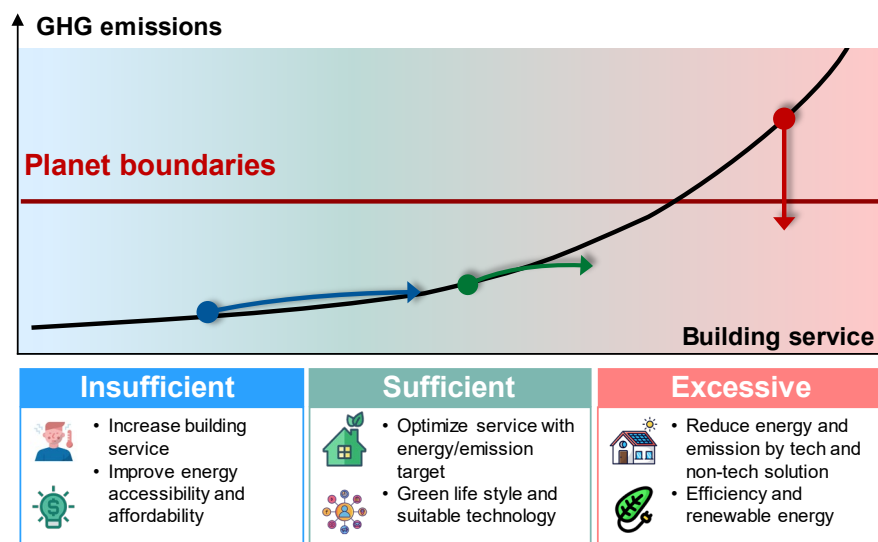 GHG emissions
Planet boundaries
Building service
Insufficient
• Increase building
service
• Improve energy
accessibility and
affordability
Sufficient
• Optimize service with
energy/emission
target
• Green life style and
suitable technology
Excessive
• Reduce energy and
emission by tech and
non-tech solution
• Efficiency and
renewable energy